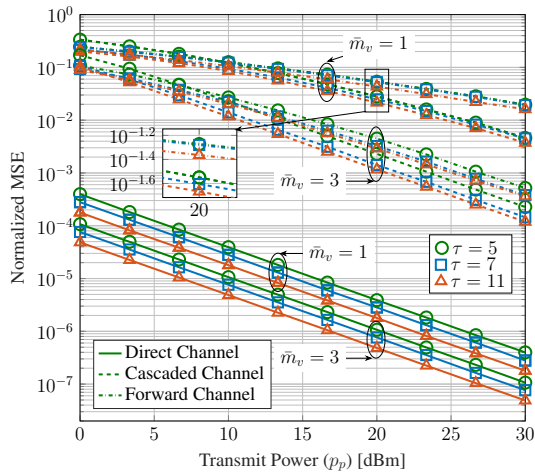 10^0
10^{-1}
10^{-2}
10^{-3}
10^{-4}
10^{-5}
10^{-6}
10^{-7}
Normalized MSE
m̄_v = 1
10^{-1.2}
10^{-1.4}
10^{-1.6}
20
m̄_v = 3
m̄_v = 1
τ = 5
τ = 7
τ = 11
m̄_v = 3
Direct Channel
Cascaded Channel
Forward Channel
0 5 10 15 20 25 30
Transmit Power (p_p) [dBm]